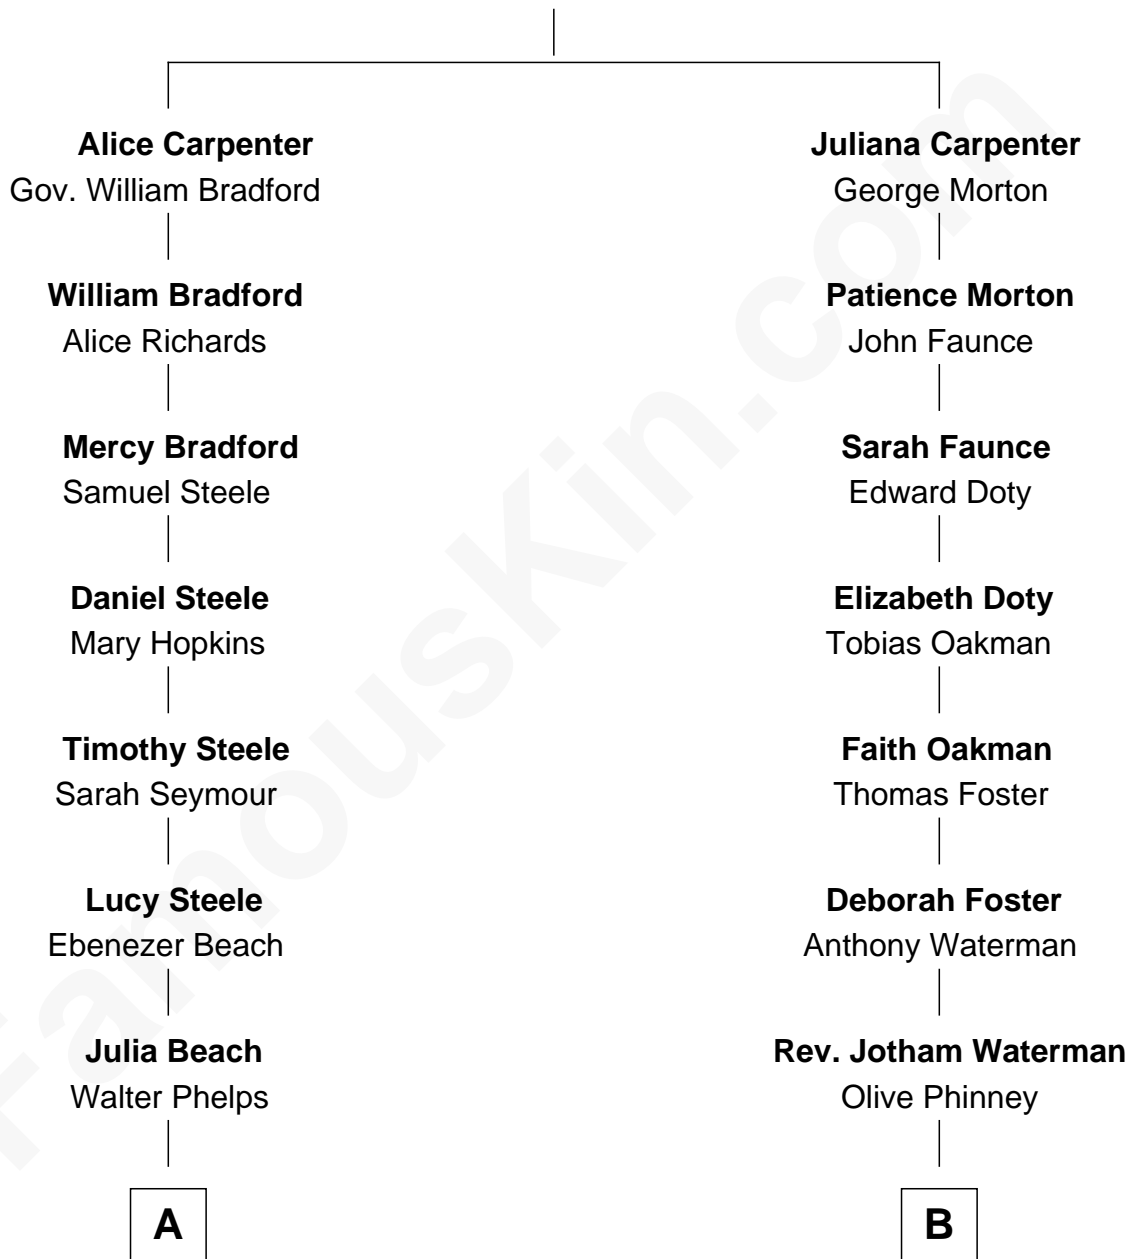 Alice Carpenter
Gov. William Bradford
William Bradford
Alice Richards
Mercy Bradford
Samuel Steele
Daniel Steele
Mary Hopkins
Timothy Steele
Sarah Seymour
Lucy Steele
Ebenezer Beach
Julia Beach
Walter Phelps
A
Juliana Carpenter
George Morton
Patience Morton
John Faunce
Sarah Faunce
Edward Doty
Elizabeth Doty
Tobias Oakman
Faith Oakman
Thomas Foster
Deborah Foster
Anthony Waterman
Rev. Jotham Waterman
Olive Phinney
B
FamousKin.com